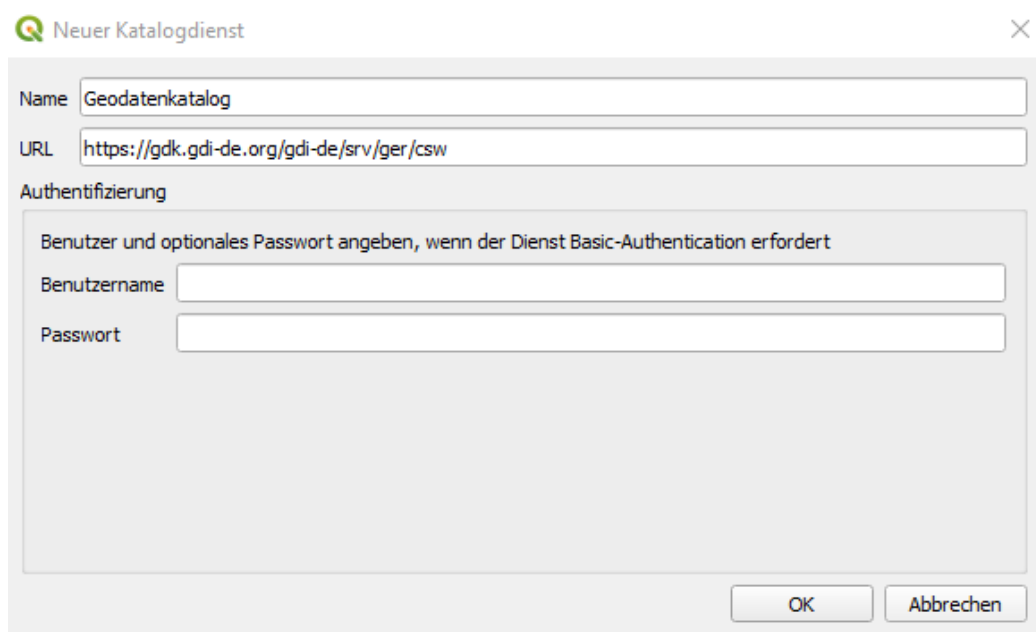 Neuer Katalogdienst
Name Geodatenkatalog
URL https://gdk.gdi-de.org/gdi-de/srv/ger/csw
Authentifizierung
Benutzer und optionales Passwort angeben, wenn der Dienst Basic-Authentication erfordert
Benutzername
Passwort
OK Abbrechen